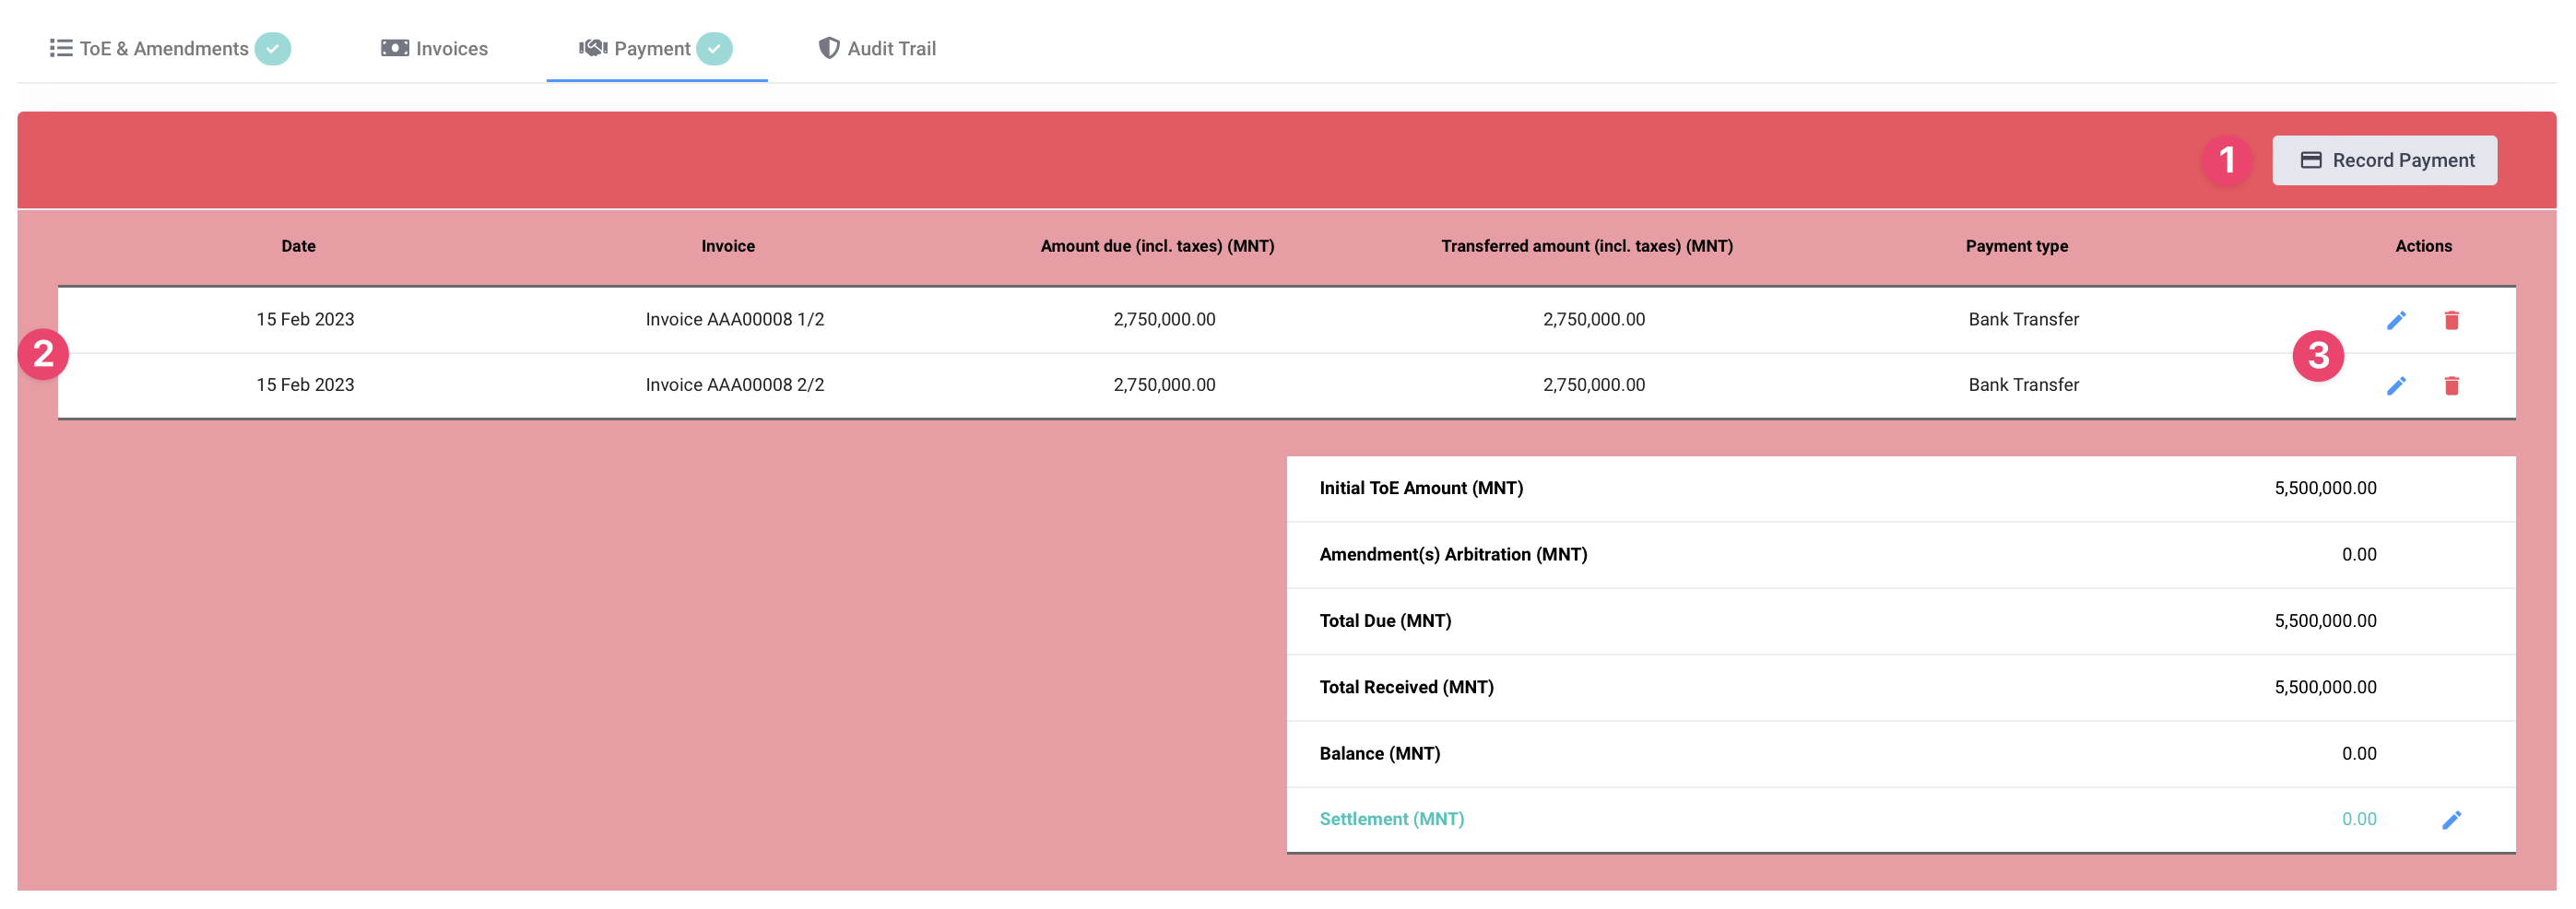 ToE & Amendments Invoices Payment Audit Trail
1 Record Payment
Date Invoice Amount due (incl. taxes) (MNT) Transferred amount (incl. taxes) (MNT) Payment type Actions
15 Feb 2023 Invoice AAA00008 1/2 2,750,000.00 2,750,000.00 Bank Transfer
2 3
15 Feb 2023 Invoice AAA00008 2/2 2,750,000.00 2,750,000.00 Bank Transfer
Initial ToE Amount (MNT) 5,500,000.00
Amendment(s) Arbitration (MNT) 0.00
Total Due (MNT) 5,500,000.00
Total Received (MNT) 5,500,000.00
Balance (MNT) 0.00
Settlement (MNT) 0.00